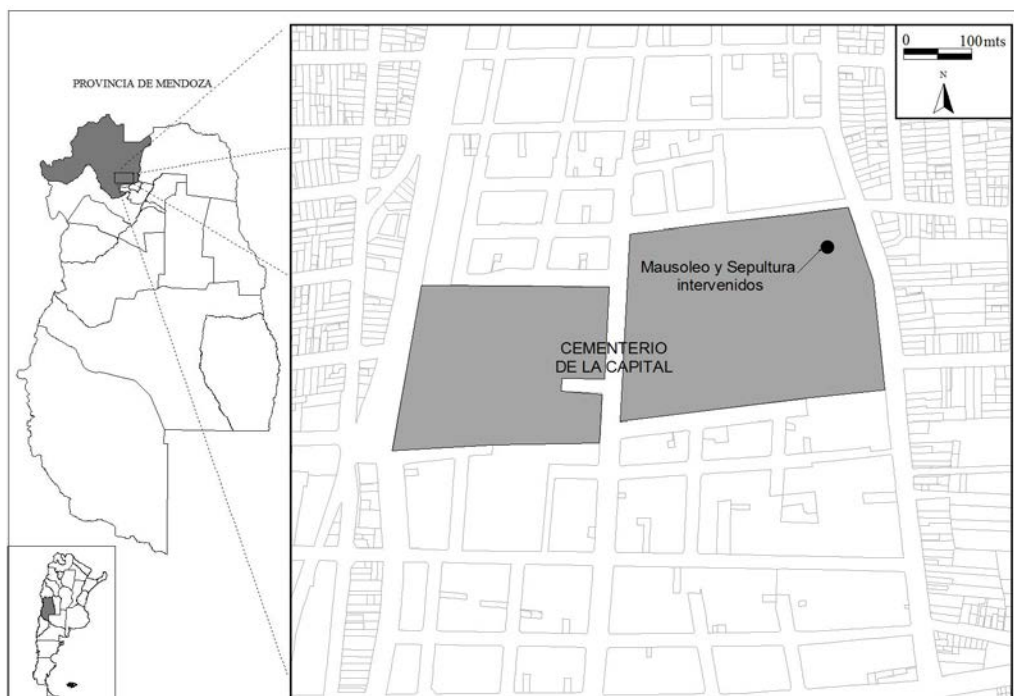 PROVINCIA DE MENDOZA
0 100mts
N
Mausoleo y Sepultura
intervenidos
CEMENTERIO
DE LA CAPITAL